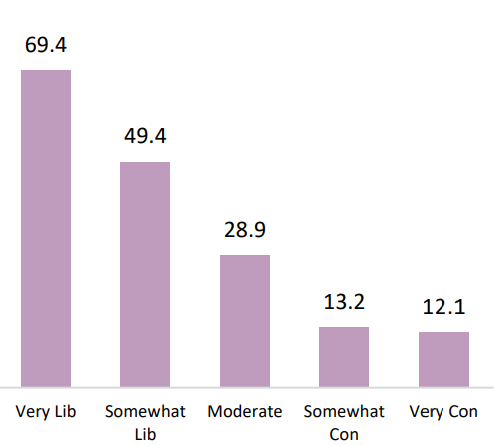 69.4
49.4
28.9
13.2
12.1
Very Lib
Somewhat
Lib
Moderate
Somewhat
Con
Very Con